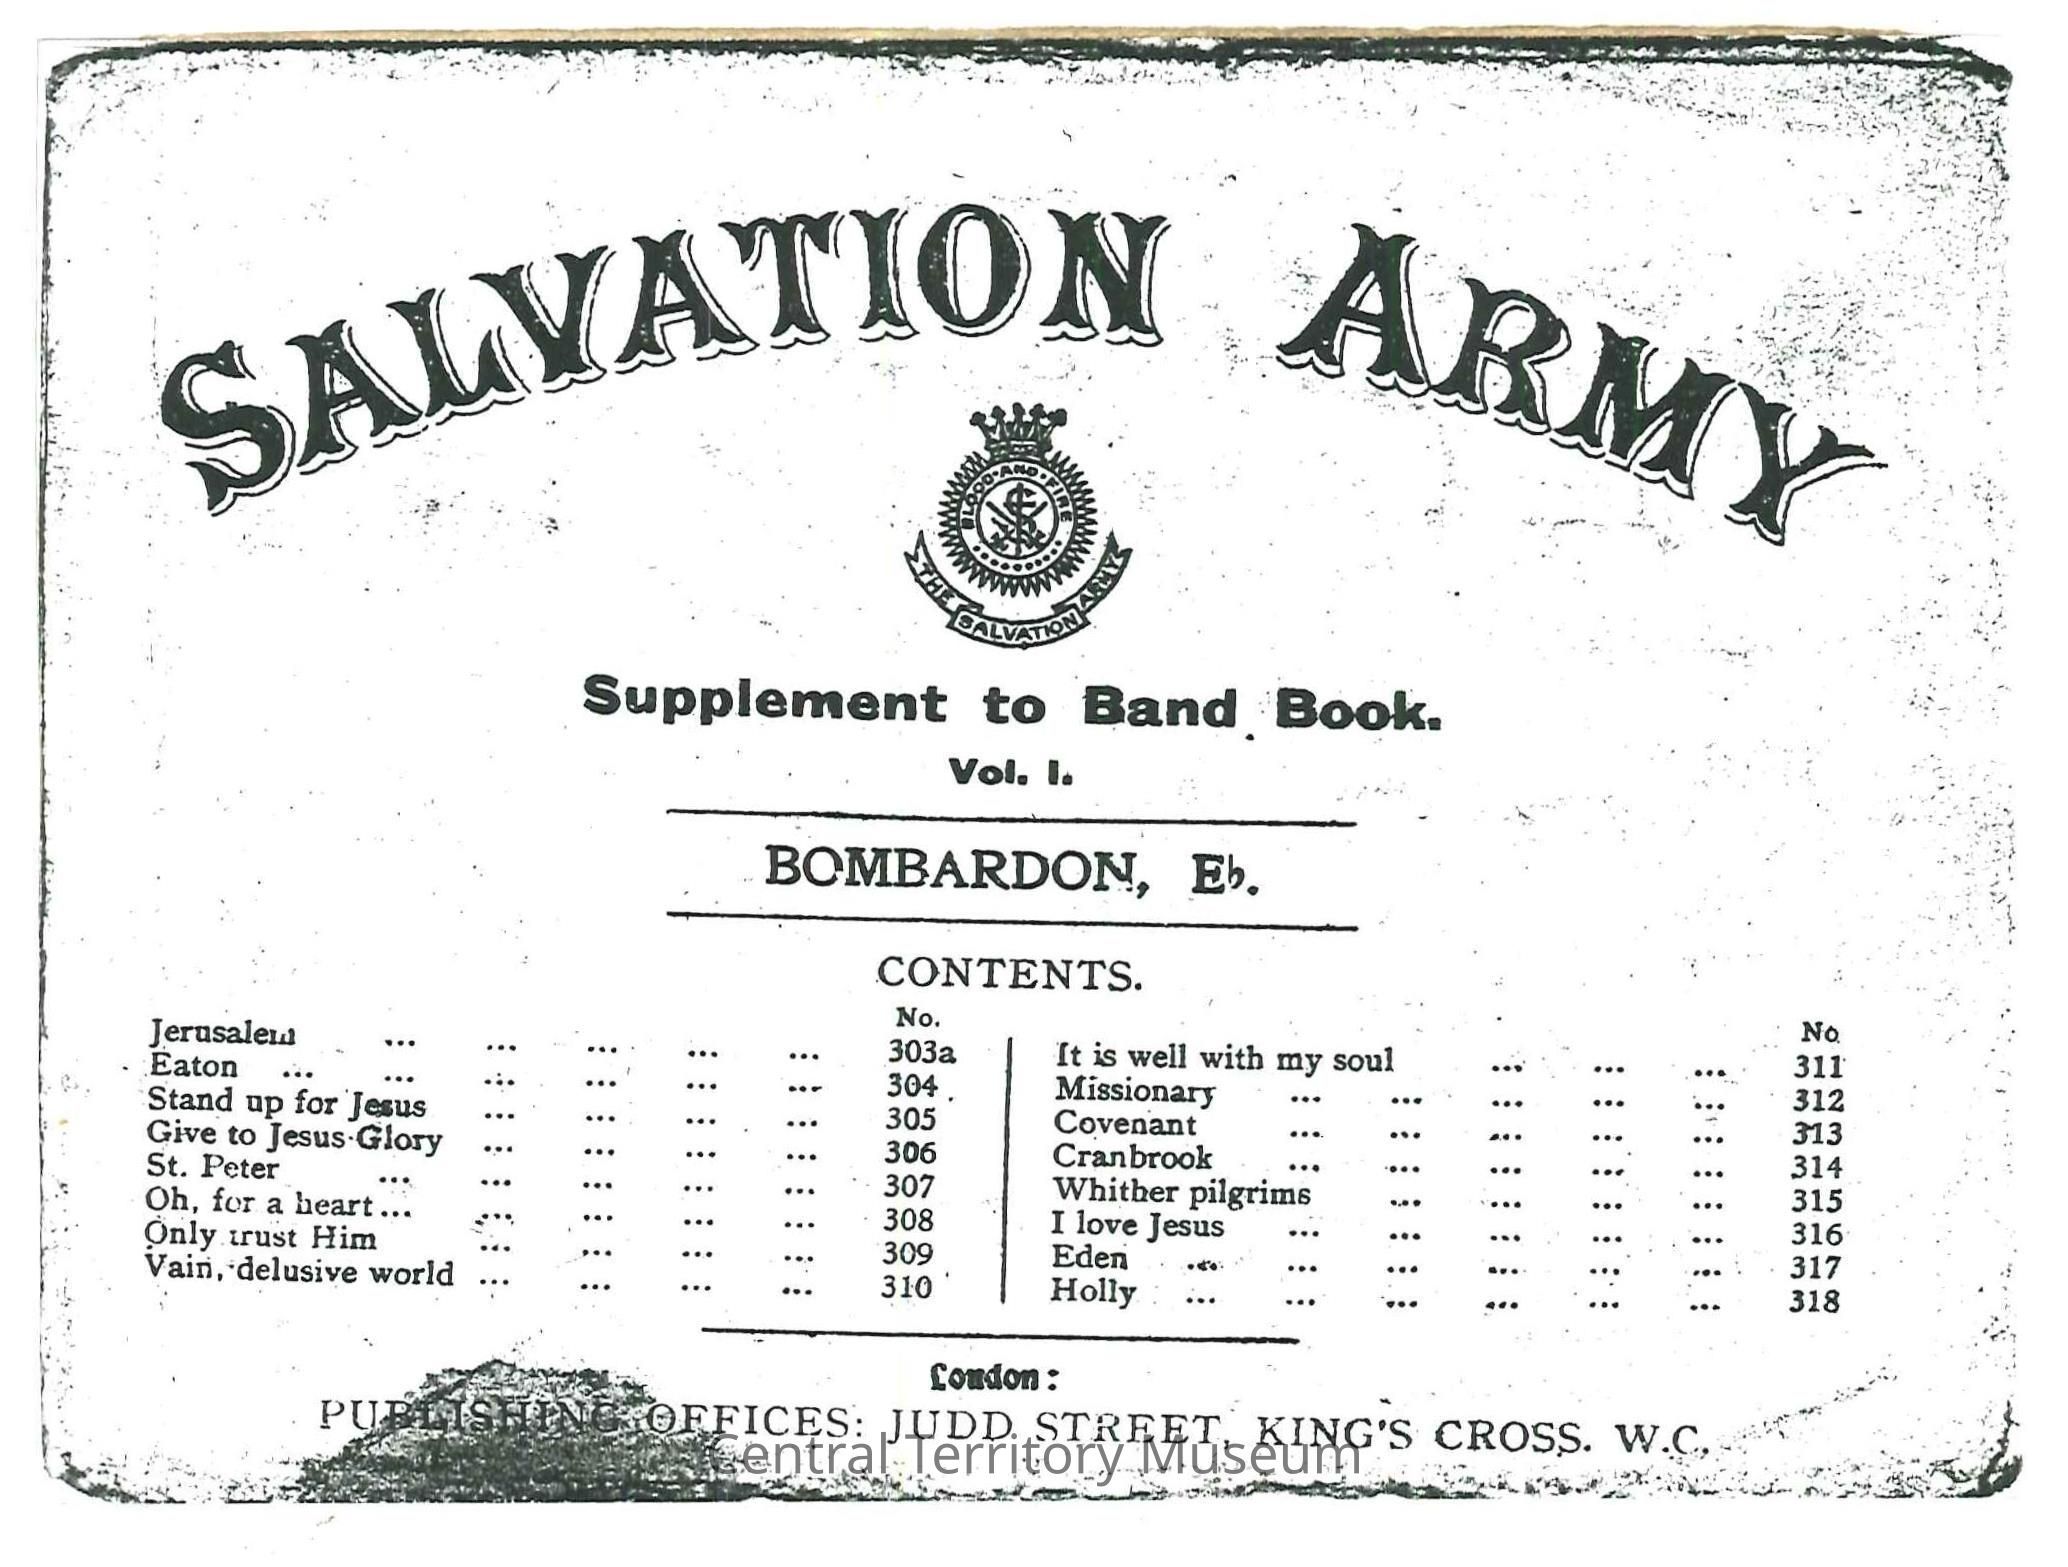 SALVATION ARMY
BLOOD·AND·FIRE
S
THE SALVATION ARMY
Supplement to Band Book.
Vol. I.
BOMBARDON, E♭.
CONTENTS.
No.
Jerusalem ... ... ... ... ... 303a
Eaton ... ... ... ... ... ... 304
Stand up for Jesus ... ... ... ... 305
Give to Jesus Glory ... ... ... ... 306
St. Peter ... ... ... ... ... 307
Oh, for a heart ... ... ... ... ... 308
Only trust Him ... ... ... ... 309
Vain, delusive world ... ... ... ... 310
No.
It is well with my soul ... ... ... 311
Missionary ... ... ... ... ... 312
Covenant ... ... ... ... ... 313
Cranbrook ... ... ... ... ... 314
Whither pilgrims ... ... ... ... 315
I love Jesus ... ... ... ... ... 316
Eden ... ... ... ... ... ... 317
Holly ... ... ... ... ... ... 318
London:
PUBLISHING OFFICES: JUDD STREET, KING'S CROSS. W.C.
Central Territory Museum